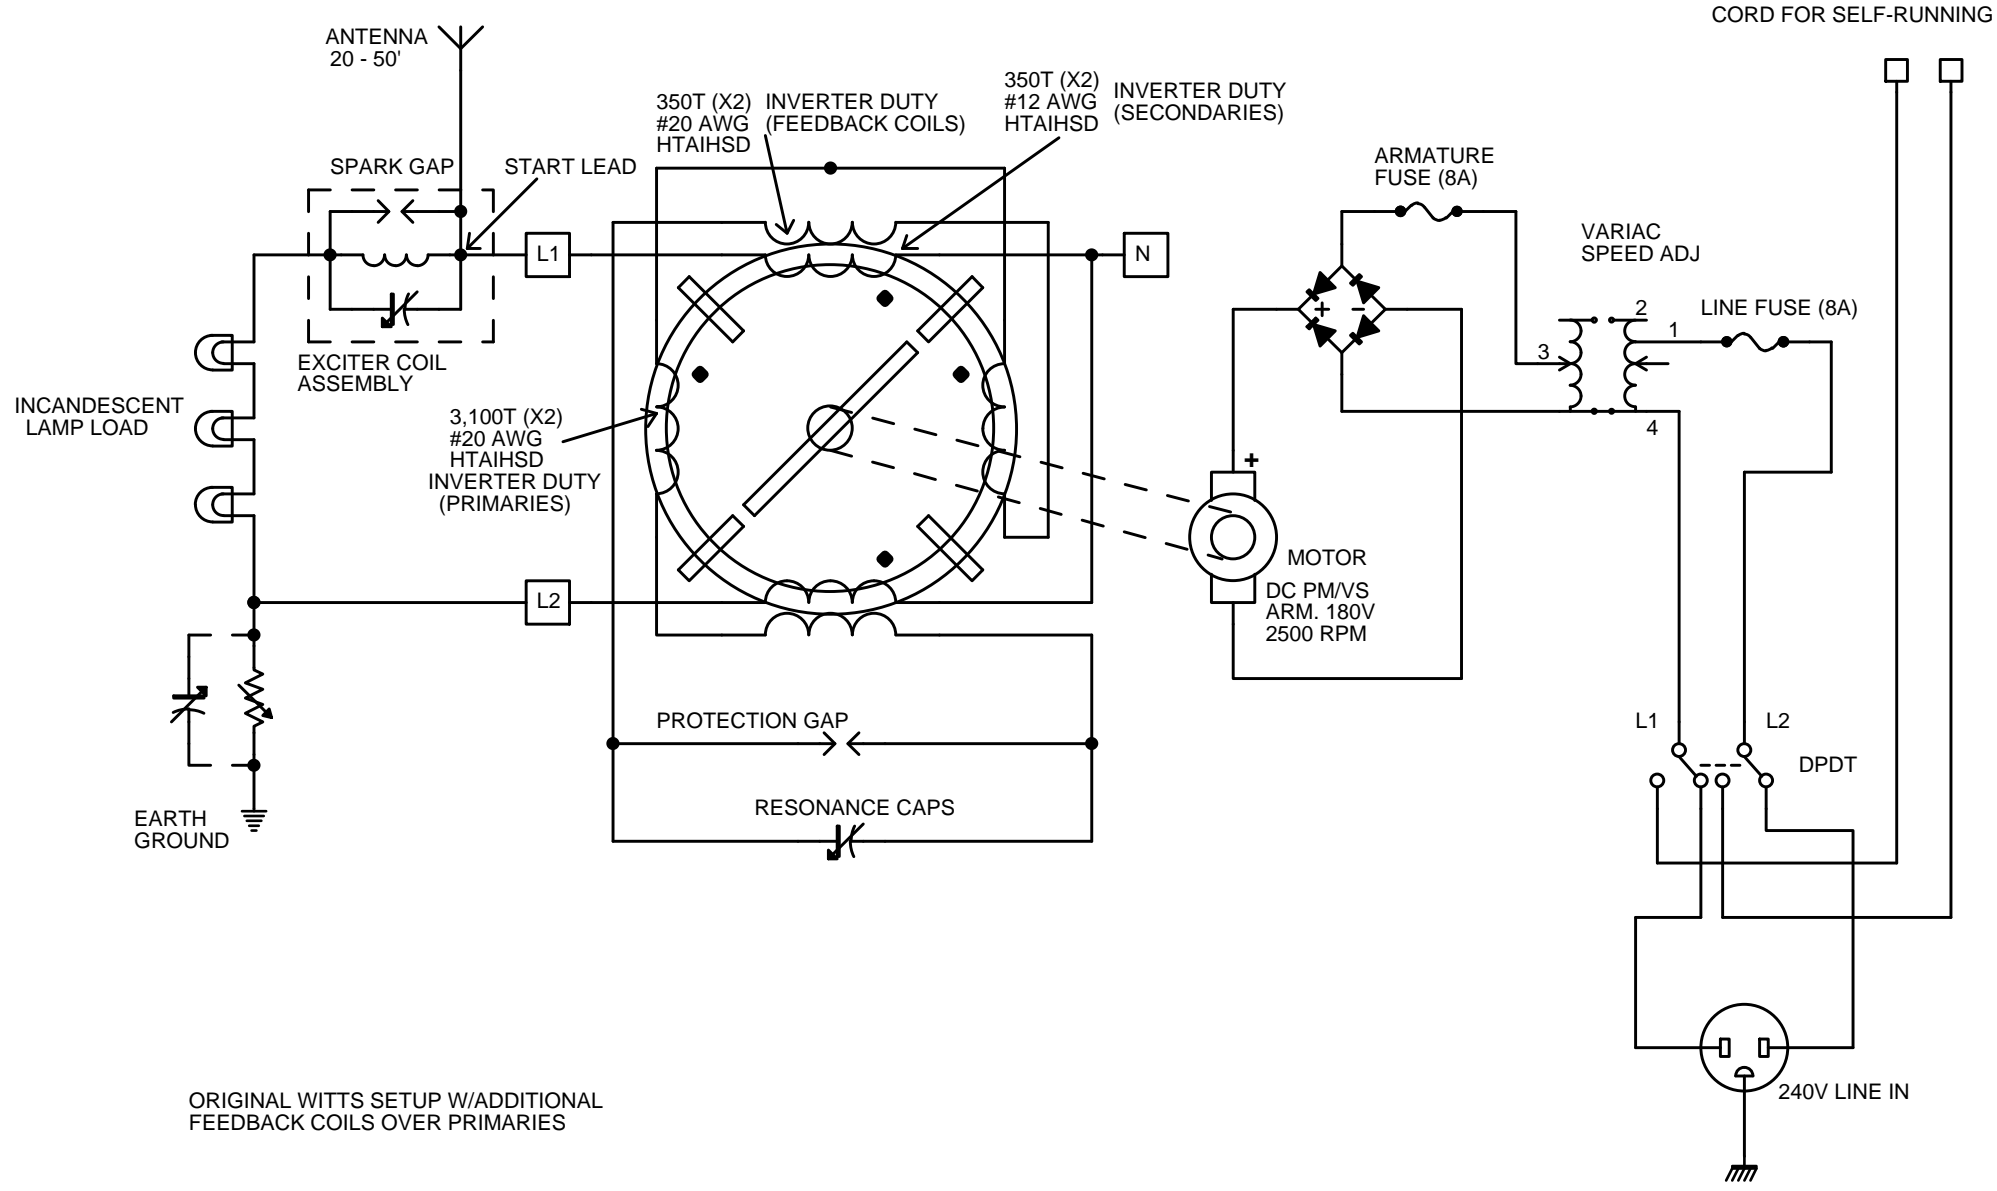 CORD FOR SELF-RUNNING
ANTENNA
20 - 50'
350T (X2)
#20 AWG
HTAIHSD
INVERTER DUTY
(FEEDBACK COILS)
350T (X2)
#12 AWG
HTAIHSD
INVERTER DUTY
(SECONDARIES)
SPARK GAP
START LEAD
ARMATURE
FUSE (8A)
VARIAC
SPEED ADJ
L1
N
2
1
LINE FUSE (8A)
+
-
3
4
EXCITER COIL
ASSEMBLY
INCANDESCENT
LAMP LOAD
3,100T (X2)
#20 AWG
HTAIHSD
INVERTER DUTY
(PRIMARIES)
+
MOTOR
DC PM/VS
ARM. 180V
2500 RPM
L2
PROTECTION GAP
L1
L2
DPDT
RESONANCE CAPS
EARTH
GROUND
240V LINE IN
ORIGINAL WITTS SETUP W/ADDITIONAL
FEEDBACK COILS OVER PRIMARIES